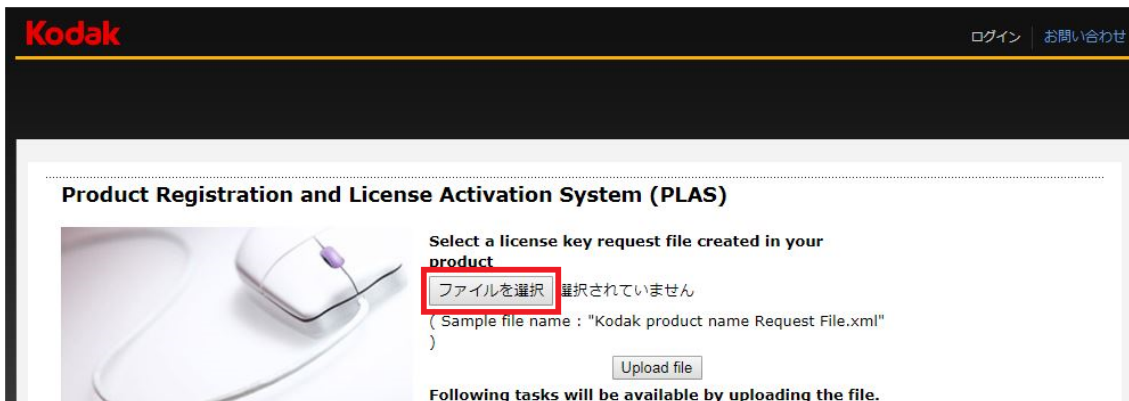 Kodak
ログイン お問い合わせ
Product Registration and License Activation System (PLAS)
Select a license key request file created in your
product
ファイルを選択 選択されていません
( Sample file name : "Kodak product name Request File.xml"
)
Upload file
Following tasks will be available by uploading the file.